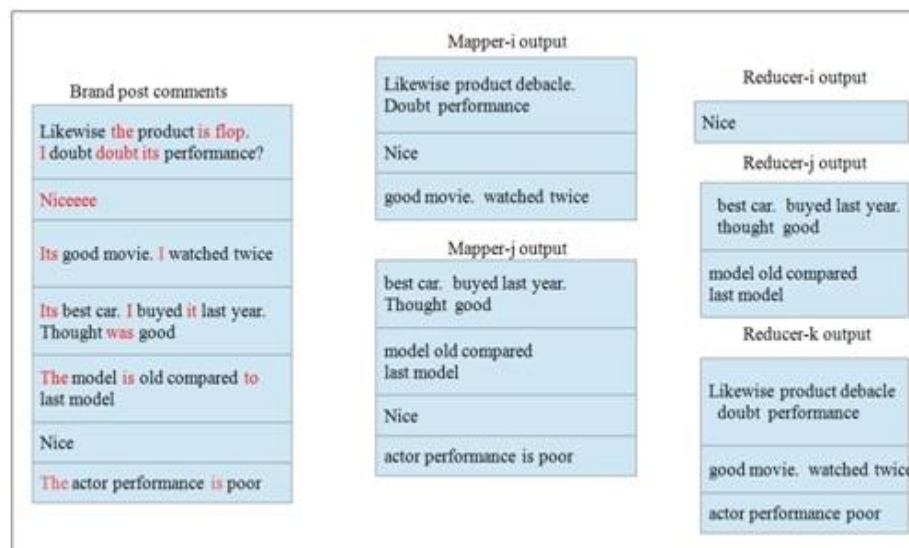 Brand post comments
Likewise the product is flop.
I doubt doubt its performance?
Niceeee
Its good movie. I watched twice
Its best car. I buyed it last year.
Thought was good
The model is old compared to
last model
Nice
The actor performance is poor
Mapper-i output
Likewise product debacle.
Doubt performance
Nice
good movie. watched twice
Mapper-j output
best car. buyed last year.
Thought good
model old compared
last model
Nice
actor performance is poor
Reducer-i output
Nice
Reducer-j output
best car. buyed last year.
thought good
model old compared
last model
Reducer-k output
Likewise product debacle
doubt performance
good movie. watched twice
actor performance poor